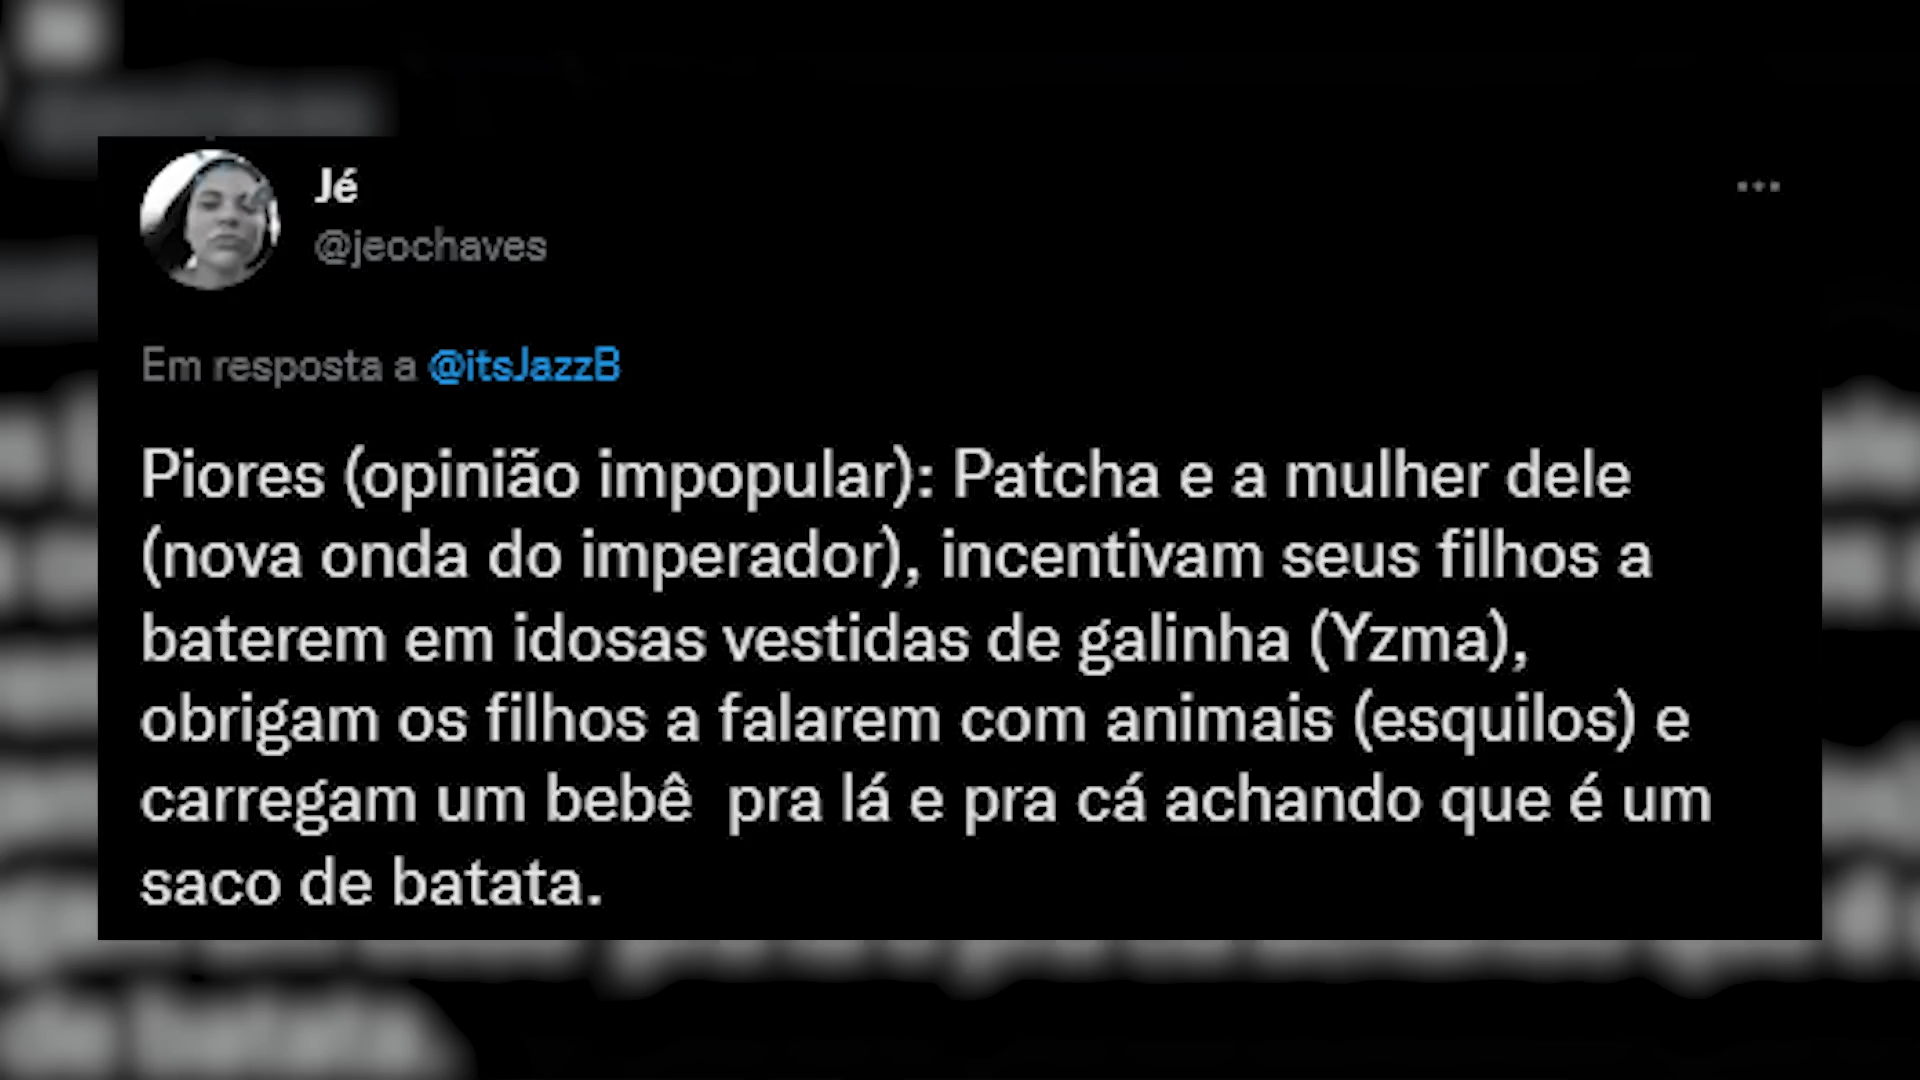 Jé
@jeochaves
Em resposta a @itsJazzB
Piores (opinião impopular): Patcha e a mulher dele
(nova onda do imperador), incentivam seus filhos a
baterem em idosas vestidas de galinha (Yzma),
obrigam os filhos a falarem com animais (esquilos) e
carregam um bebê  pra lá e pra cá achando que é um
saco de batata.